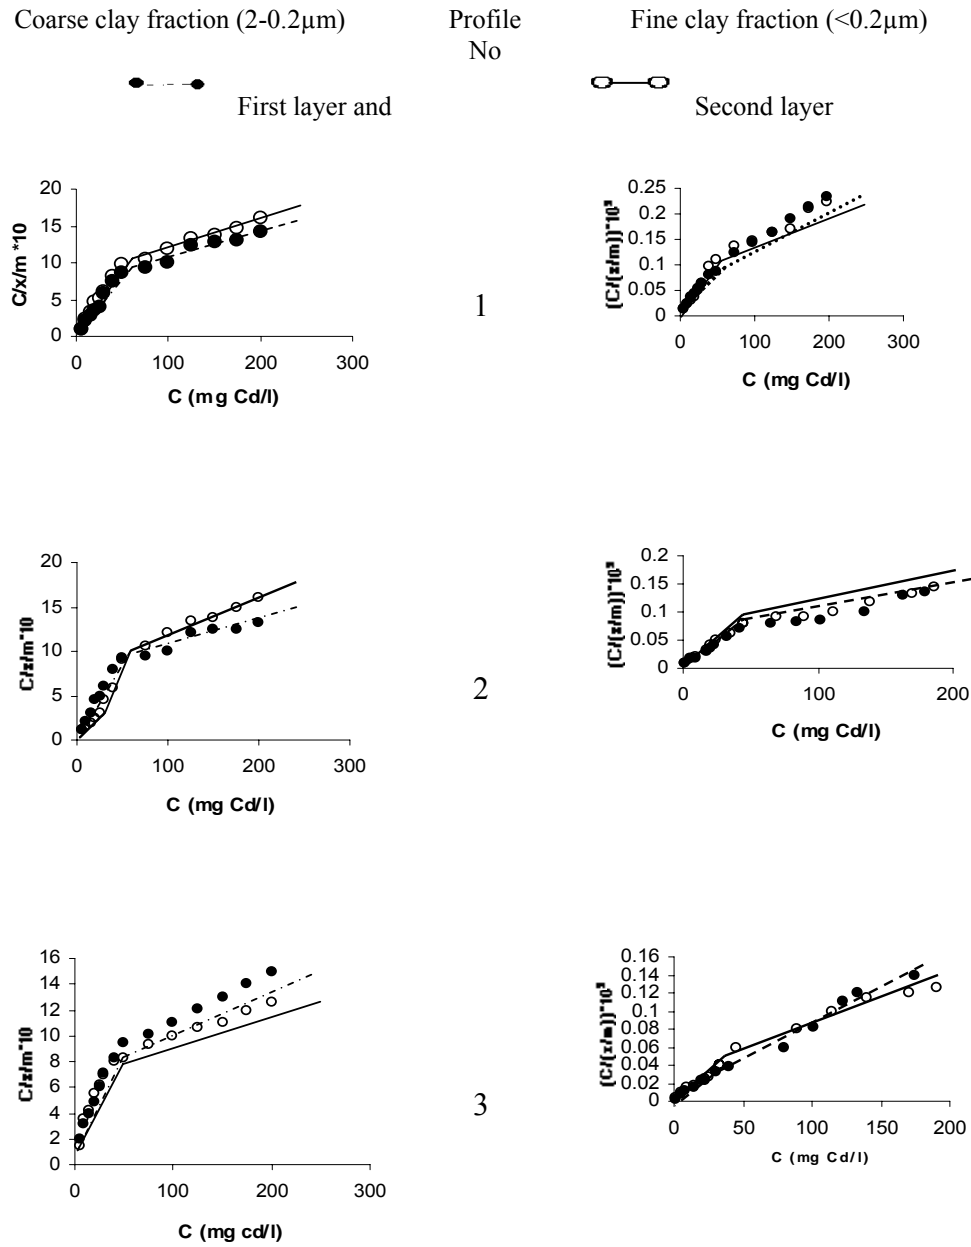 Coarse clay fraction (2-0.2µm) Profile No Fine clay fraction (<0.2µm)
First layer and Second layer
C/x/m *10
20
15
10
5
0
0 100 200 300
C (mg Cd/l)
1
(C/(x/m))*10³
0.25
0.2
0.15
0.1
0.05
0
0 100 200 300
C (mg Cd/l)
C/x/m*10
20
15
10
5
0
0 100 200 300
C (mg Cd/l)
2
(C/(x/m))*10³
0.2
0.15
0.1
0.05
0
0 100 200
C (mg Cd/l)
C/x/m*10
16
14
12
10
8
6
4
2
0
0 100 200 300
C (mg cd/l)
3
(C/(x/m))*10³
0.16
0.14
0.12
0.1
0.08
0.06
0.04
0.02
0
0 50 100 150 200
C (mg Cd/l)